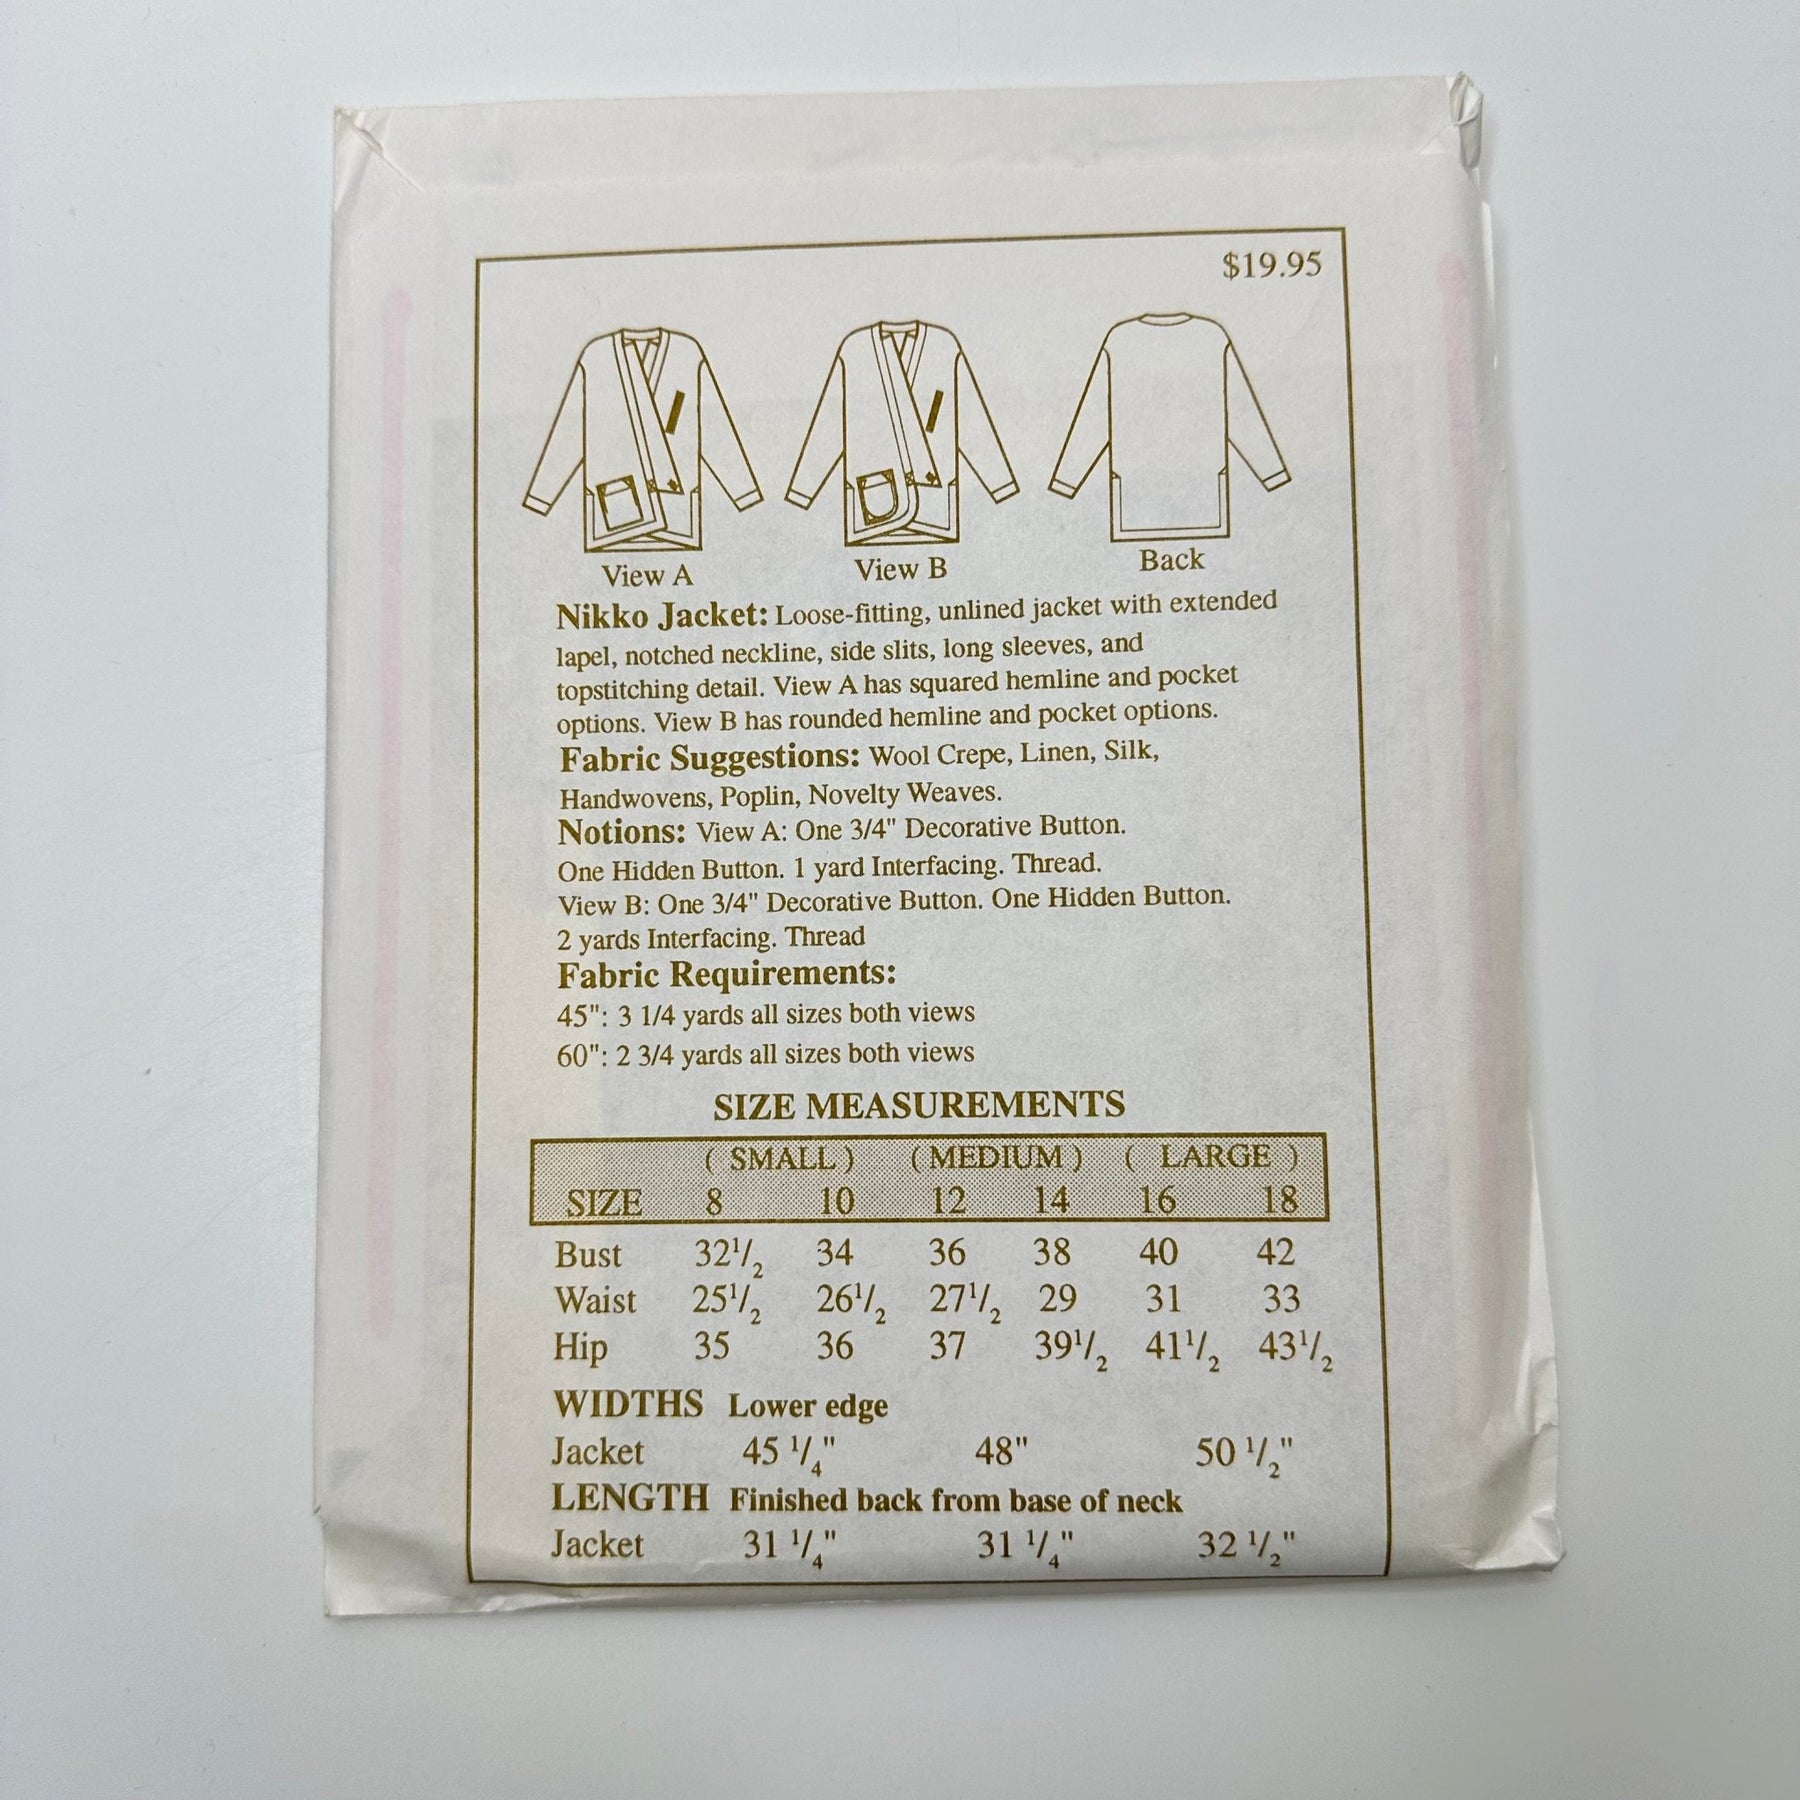 $19.95
View A View B Back
Nikko Jacket: Loose-fitting, unlined jacket with extended
lapel, notched neckline, side slits, long sleeves, and
topstitching detail. View A has squared hemline and pocket
options. View B has rounded hemline and pocket options.
Fabric Suggestions: Wool Crepe, Linen, Silk,
Handwovens, Poplin, Novelty Weaves.
Notions: View A: One 3/4" Decorative Button.
One Hidden Button. 1 yard Interfacing. Thread.
View B: One 3/4" Decorative Button. One Hidden Button.
2 yards Interfacing. Thread
Fabric Requirements:
45": 3 1/4 yards all sizes both views
60": 2 3/4 yards all sizes both views
SIZE MEASUREMENTS
( SMALL ) ( MEDIUM ) ( LARGE )
SIZE 8 10 12 14 16 18
Bust 32 1/2 34 36 38 40 42
Waist 25 1/2 26 1/2 27 1/2 29 31 33
Hip 35 36 37 39 1/2 41 1/2 43 1/2
WIDTHS Lower edge
Jacket 45 1/4" 48" 50 1/2"
LENGTH Finished back from base of neck
Jacket 31 1/4" 31 1/4" 32 1/2"